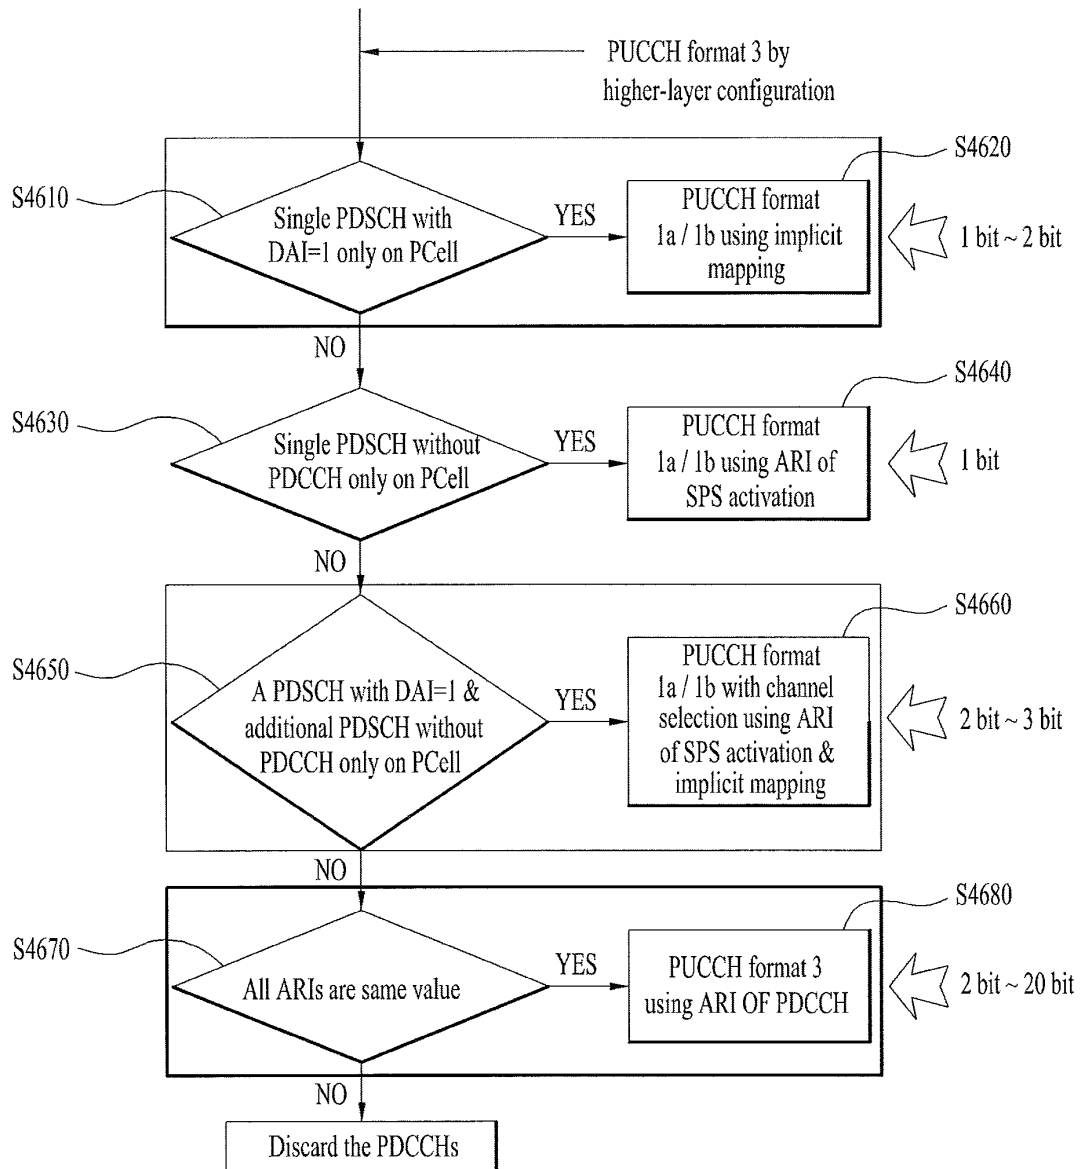 PUCCH format 3 by
higher-layer configuration
S4610
Single PDSCH with
DAI=1 only on PCell
YES
S4620
PUCCH format
1a / 1b using implicit
mapping
1 bit ~ 2 bit
NO
S4630
Single PDSCH without
PDCCH only on PCell
YES
S4640
PUCCH format
1a / 1b using ARI of
SPS activation
1 bit
NO
S4650
A PDSCH with DAI=1 &
additional PDSCH without
PDCCH only on PCell
YES
S4660
PUCCH format
1a / 1b with channel
selection using ARI
of SPS activation &
implicit mapping
2 bit ~ 3 bit
NO
S4670
All ARIs are same value
YES
S4680
PUCCH format 3
using ARI OF PDCCH
2 bit ~ 20 bit
NO
Discard the PDCCHs